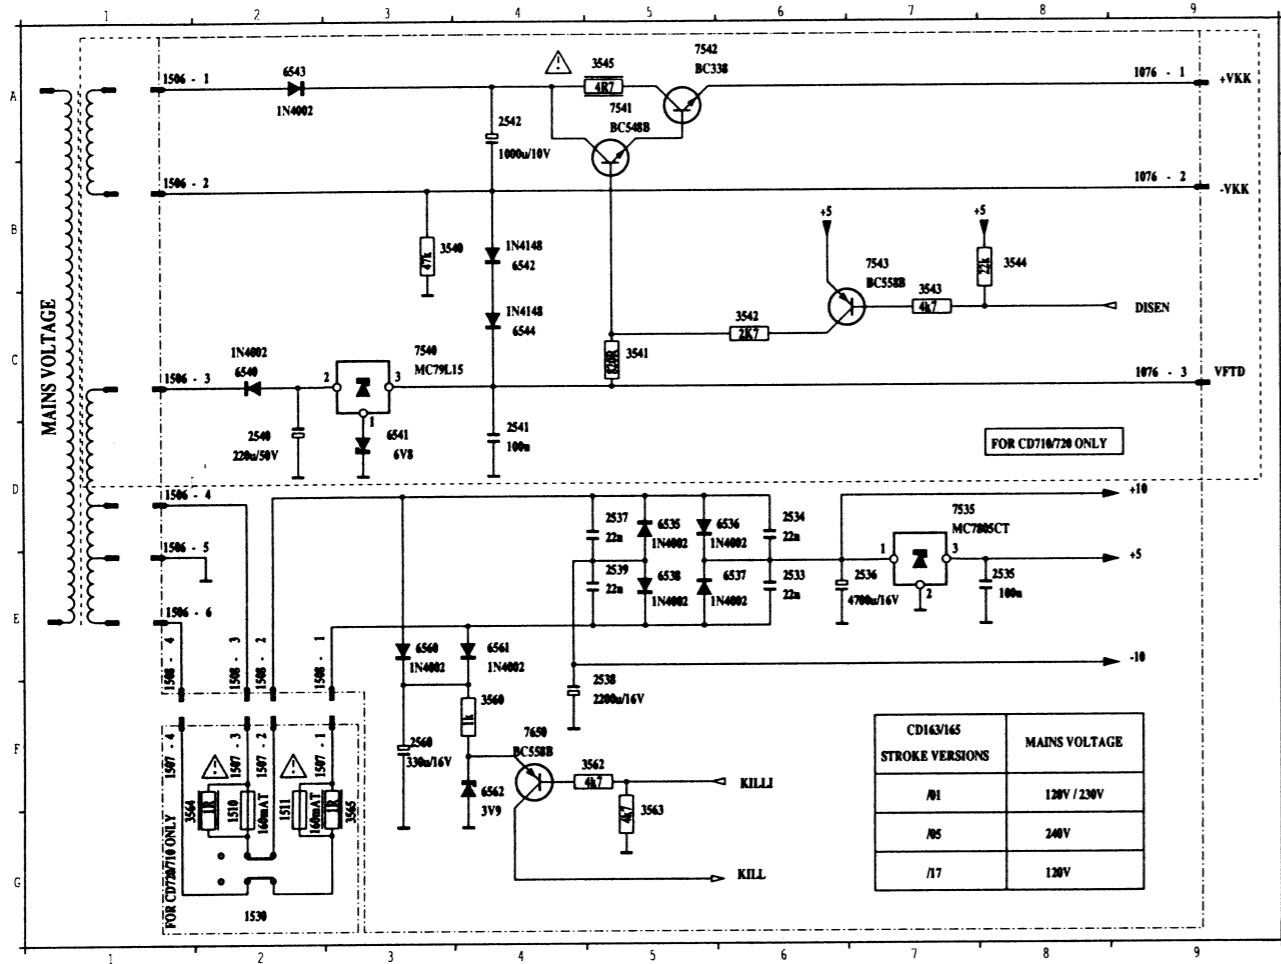 1 2 3 4 5 6 7 8 9
A
B
C
D
E
F
G
MAINS VOLTAGE
1506 - 1
6543
1N4002
3545
4R7
7542
BC338
7541
BC548B
2542
1000u/10V
1076 - 1
+VKK
1506 - 2
1076 - 2
-VKK
3540
47k
1N4148
6542
1N4148
6544
+5
7543
BC558B
+5
22k
3544
3543
4k7
DISEN
3542
2K7
820R
3541
1N4002
6540
7540
MC79L15
2
3
1
1506 - 3
1076 - 3
VFTD
2540
220u/50V
6541
6V8
2541
100n
FOR CD710/720 ONLY
1506 - 4
1506 - 5
1506 - 6
2537
22n
6535
1N4002
6536
1N4002
2534
22n
2539
22n
6538
1N4002
6537
1N4002
2533
22n
7535
MC7805CT
1
3
2
2536
4700u/16V
2535
100n
+10
+5
-10
1508 - 4
1508 - 3
1508 - 2
1508 - 1
6560
1N4002
6561
1N4002
2538
2200u/16V
3560
1k
2560
330u/16V
7650
BC558B
6562
3V9
3562
4k7
4k7
3563
KILLI
KILL
1507 - 4
1507 - 3
1507 - 2
1507 - 1
3564
1R
1510
160mAT
1511
160mAT
1R
3565
FOR CD720/710 ONLY
1530
CD163/165
STROKE VERSIONS
MAINS VOLTAGE
/01
120V / 230V
/05
240V
/17
120V
1 2 3 4 5 6 7 8 9